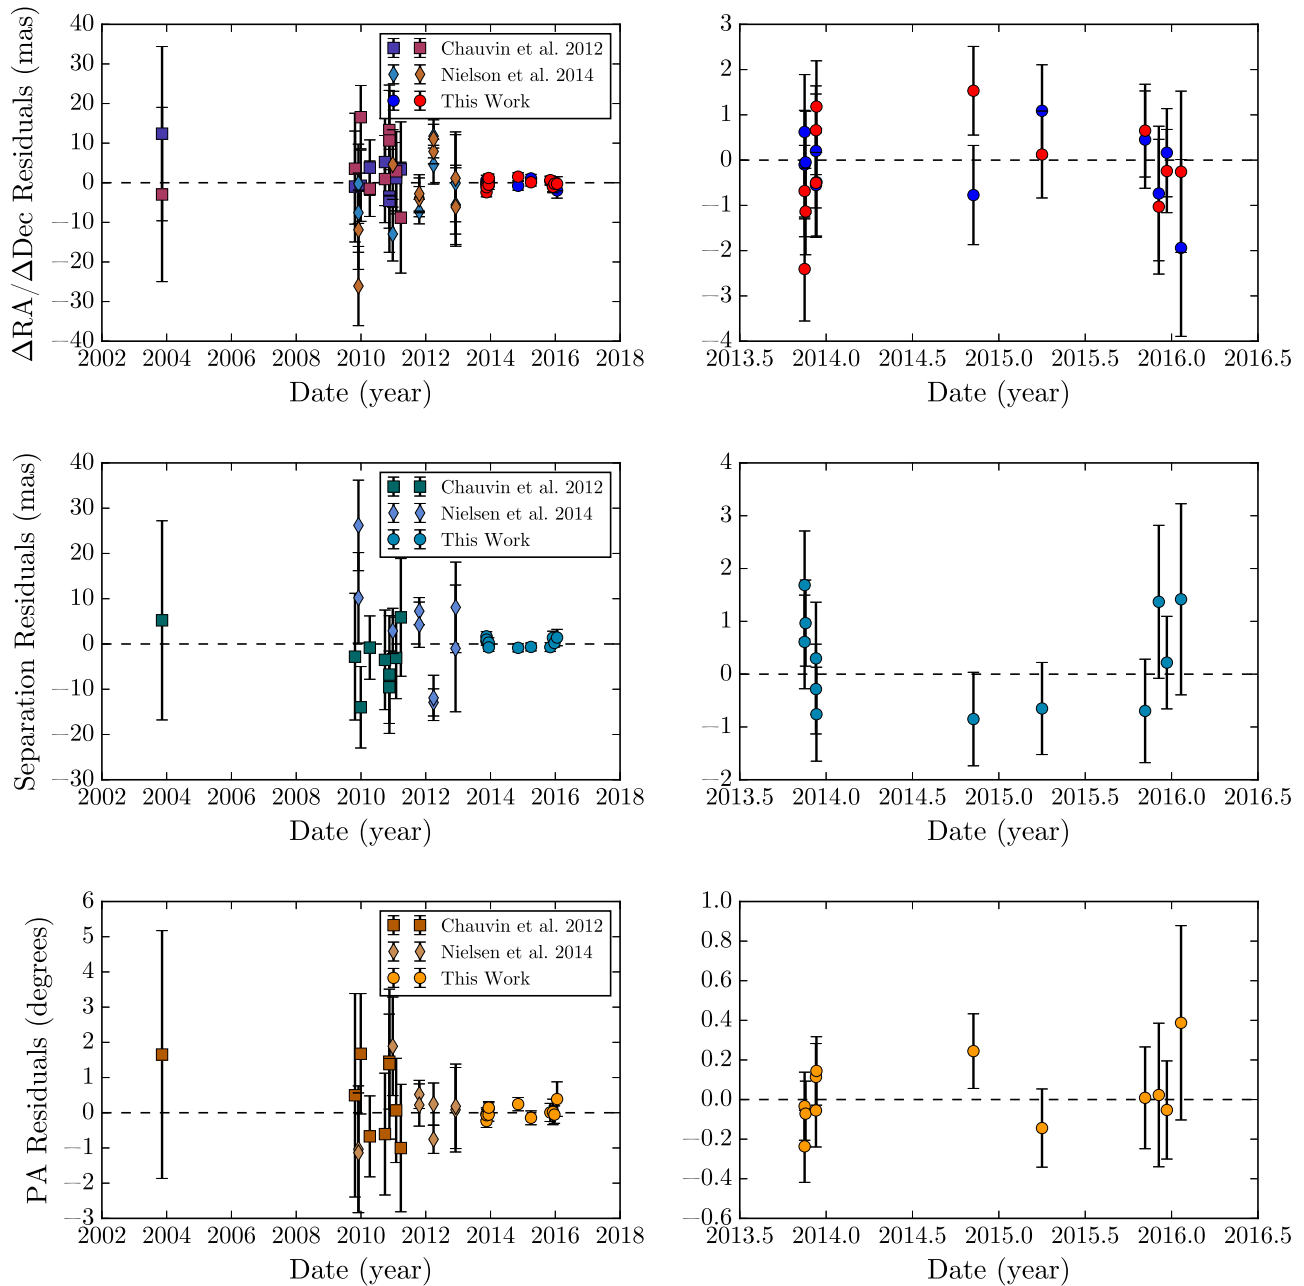 ΔRA/ΔDec Residuals (mas)
40
30
20
10
0
−10
−20
−30
−40
2002 2004 2006 2008 2010 2012 2014 2016 2018
Date (year)
Chauvin et al. 2012
Nielson et al. 2014
This Work
3
2
1
0
−1
−2
−3
−4
2013.5 2014.0 2014.5 2015.0 2015.5 2016.0 2016.5
Date (year)
Separation Residuals (mas)
40
30
20
10
0
−10
−20
−30
2002 2004 2006 2008 2010 2012 2014 2016 2018
Date (year)
Chauvin et al. 2012
Nielsen et al. 2014
This Work
4
3
2
1
0
−1
−2
2013.5 2014.0 2014.5 2015.0 2015.5 2016.0 2016.5
Date (year)
PA Residuals (degrees)
6
5
4
3
2
1
0
−1
−2
−3
2002 2004 2006 2008 2010 2012 2014 2016 2018
Date (year)
Chauvin et al. 2012
Nielsen et al. 2014
This Work
1.0
0.8
0.6
0.4
0.2
0.0
−0.2
−0.4
−0.6
2013.5 2014.0 2014.5 2015.0 2015.5 2016.0 2016.5
Date (year)